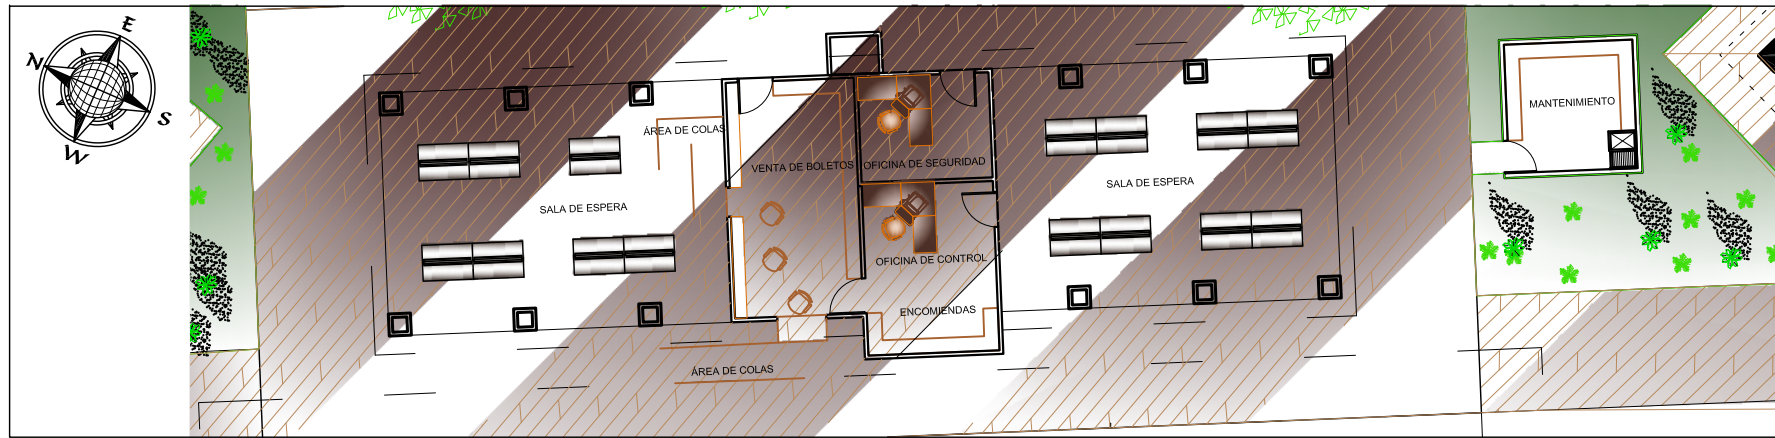 E
N
S
W
ÁREA DE COLAS
VENTA DE BOLETOS
OFICINA DE SEGURIDAD
SALA DE ESPERA
SALA DE ESPERA
OFICINA DE CONTROL
ENCOMIENDAS
ÁREA DE COLAS
MANTENIMIENTO